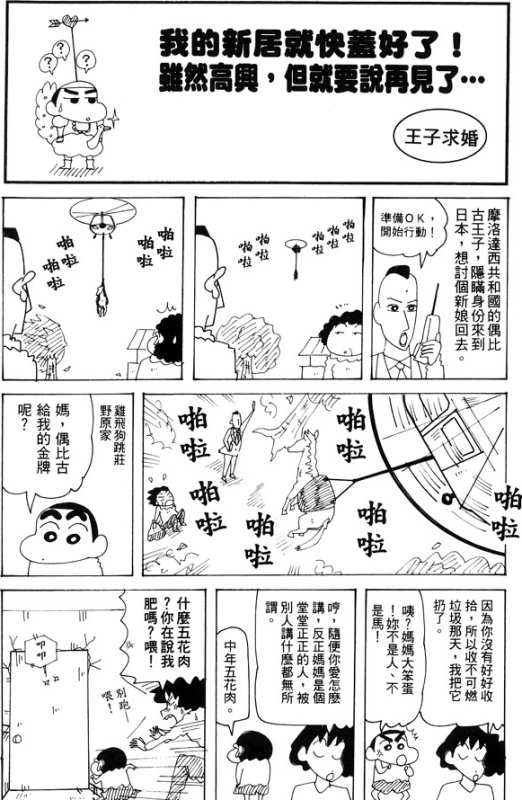 我的新居就快蓋好了！
雖然高興，但就要說再見了…
王子求婚
？
？
？
摩洛達西共和國的偶比
古王子，隱瞞身份來到
日本，想討個新娘回去。
準備ＯＫ，
開始行動！
啪啦
啪啦
啪啦
啪啦
啪啦
啪啦
啪啦
啪啦
啪啦
啪啦
啪啦
啪啦
啪啦
雞飛狗跳莊
野原家
媽，偶比古
給我的金牌
呢？
因為你沒有好好收
拾，所以收不可燃
垃圾那天，我把它
扔了。
咦？媽媽大笨蛋
！妳不是人、不
是馬！
哼，隨便你愛怎麼
講，反正媽媽是個
堂堂正正的人，被
別人講什麼都無所
謂。
中年五花肉。
什麼五花肉
？你在說我
肥嗎？喂！
別跑—
喂！
叩
叩